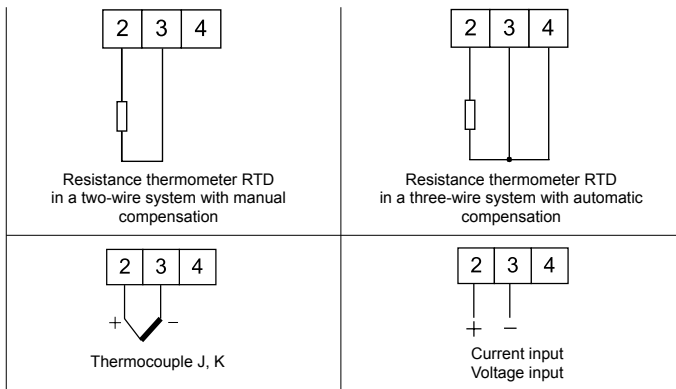 2 3 4
Resistance thermometer RTD
in a two-wire system with manual
compensation
2 3 4
Resistance thermometer RTD
in a three-wire system with automatic
compensation
2 3 4
+ −
Thermocouple J, K
2 3 4
+ −
Current input
Voltage input